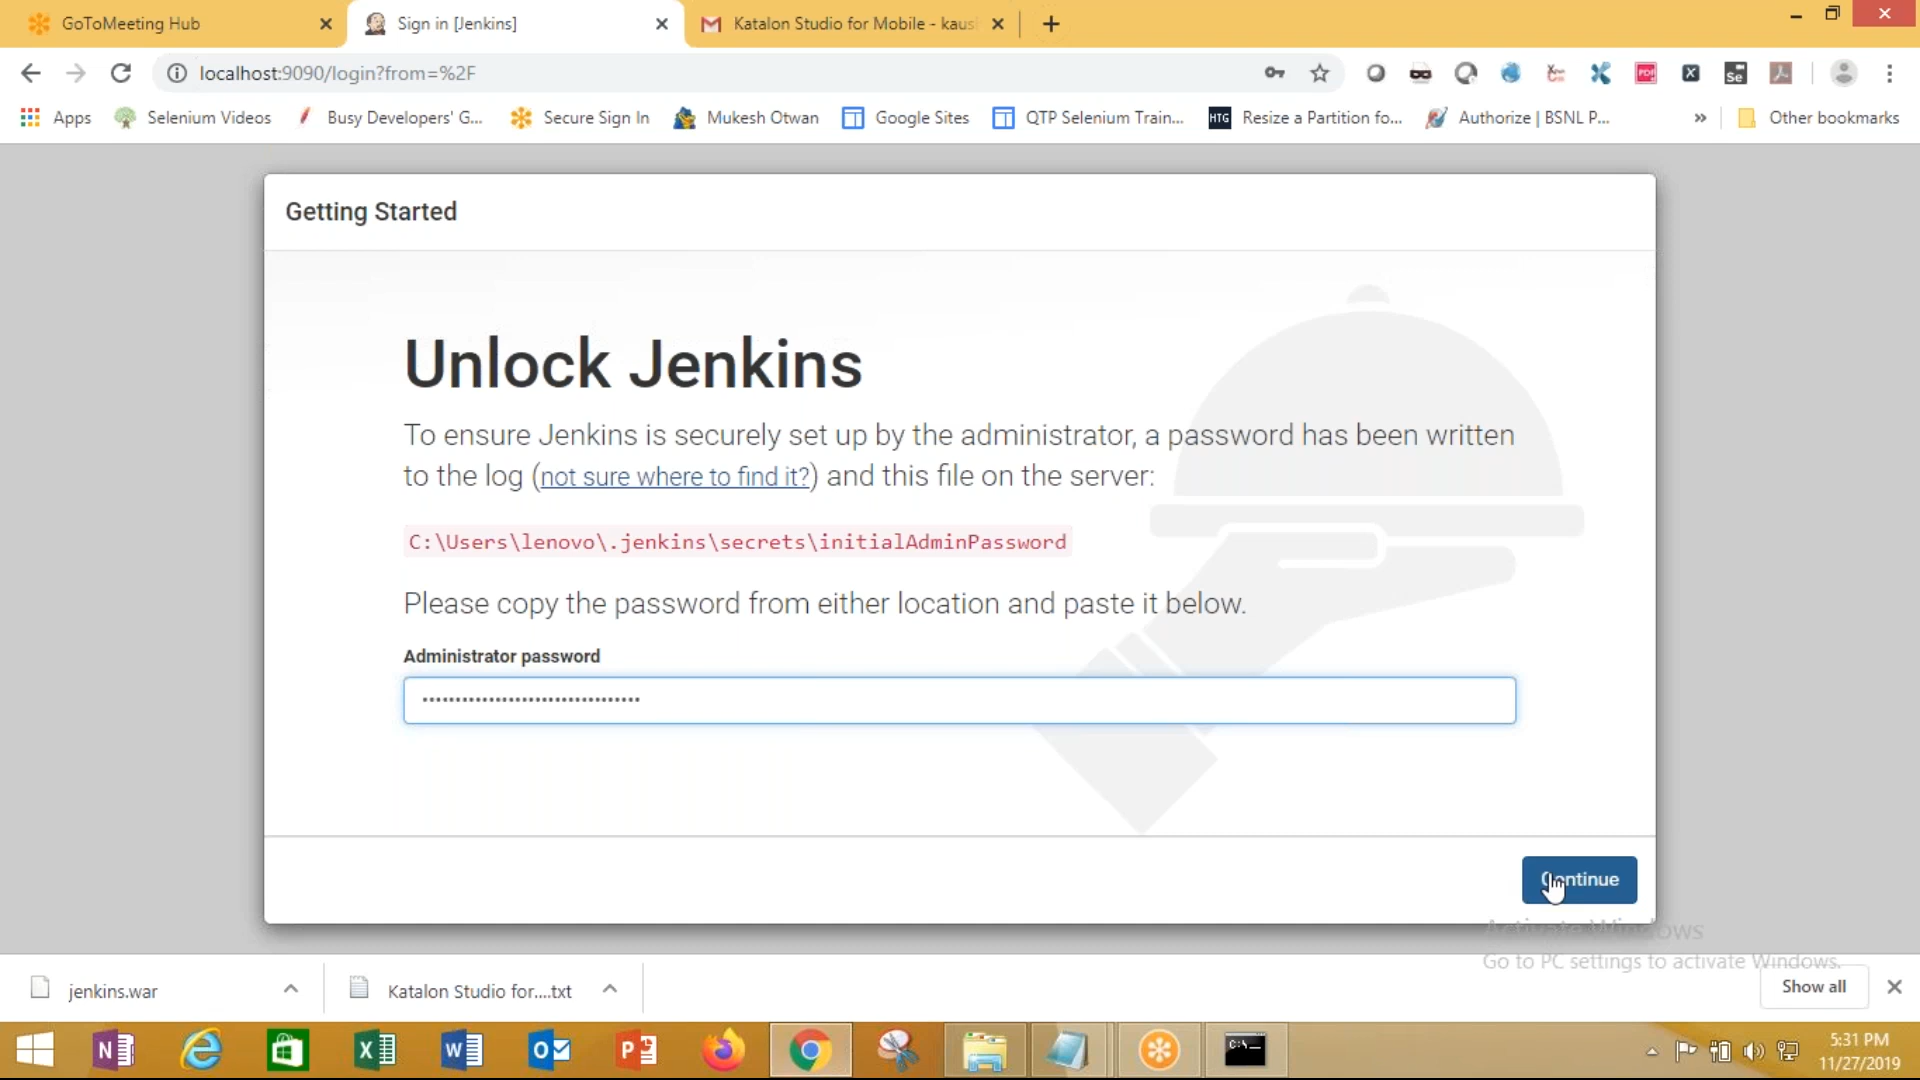 GoToMeeting Hub
Sign in [Jenkins]
Katalon Studio for Mobile - kaus
localhost:9090/login?from=%2F
Apps
Selenium Videos
Busy Developers' G...
Secure Sign In
Mukesh Otwan
Google Sites
QTP Selenium Train...
HTG
Resize a Partition fo...
Authorize | BSNL P...
»
Other bookmarks
Getting Started
Unlock Jenkins
To ensure Jenkins is securely set up by the administrator, a password has been written
to the log (not sure where to find it?) and this file on the server:
C:\Users\lenovo\.jenkins\secrets\initialAdminPassword
Please copy the password from either location and paste it below.
Administrator password
Continue
Activate Windows
Go to PC settings to activate Windows.
jenkins.war
Katalon Studio for....txt
Show all
5:31 PM
11/27/2019